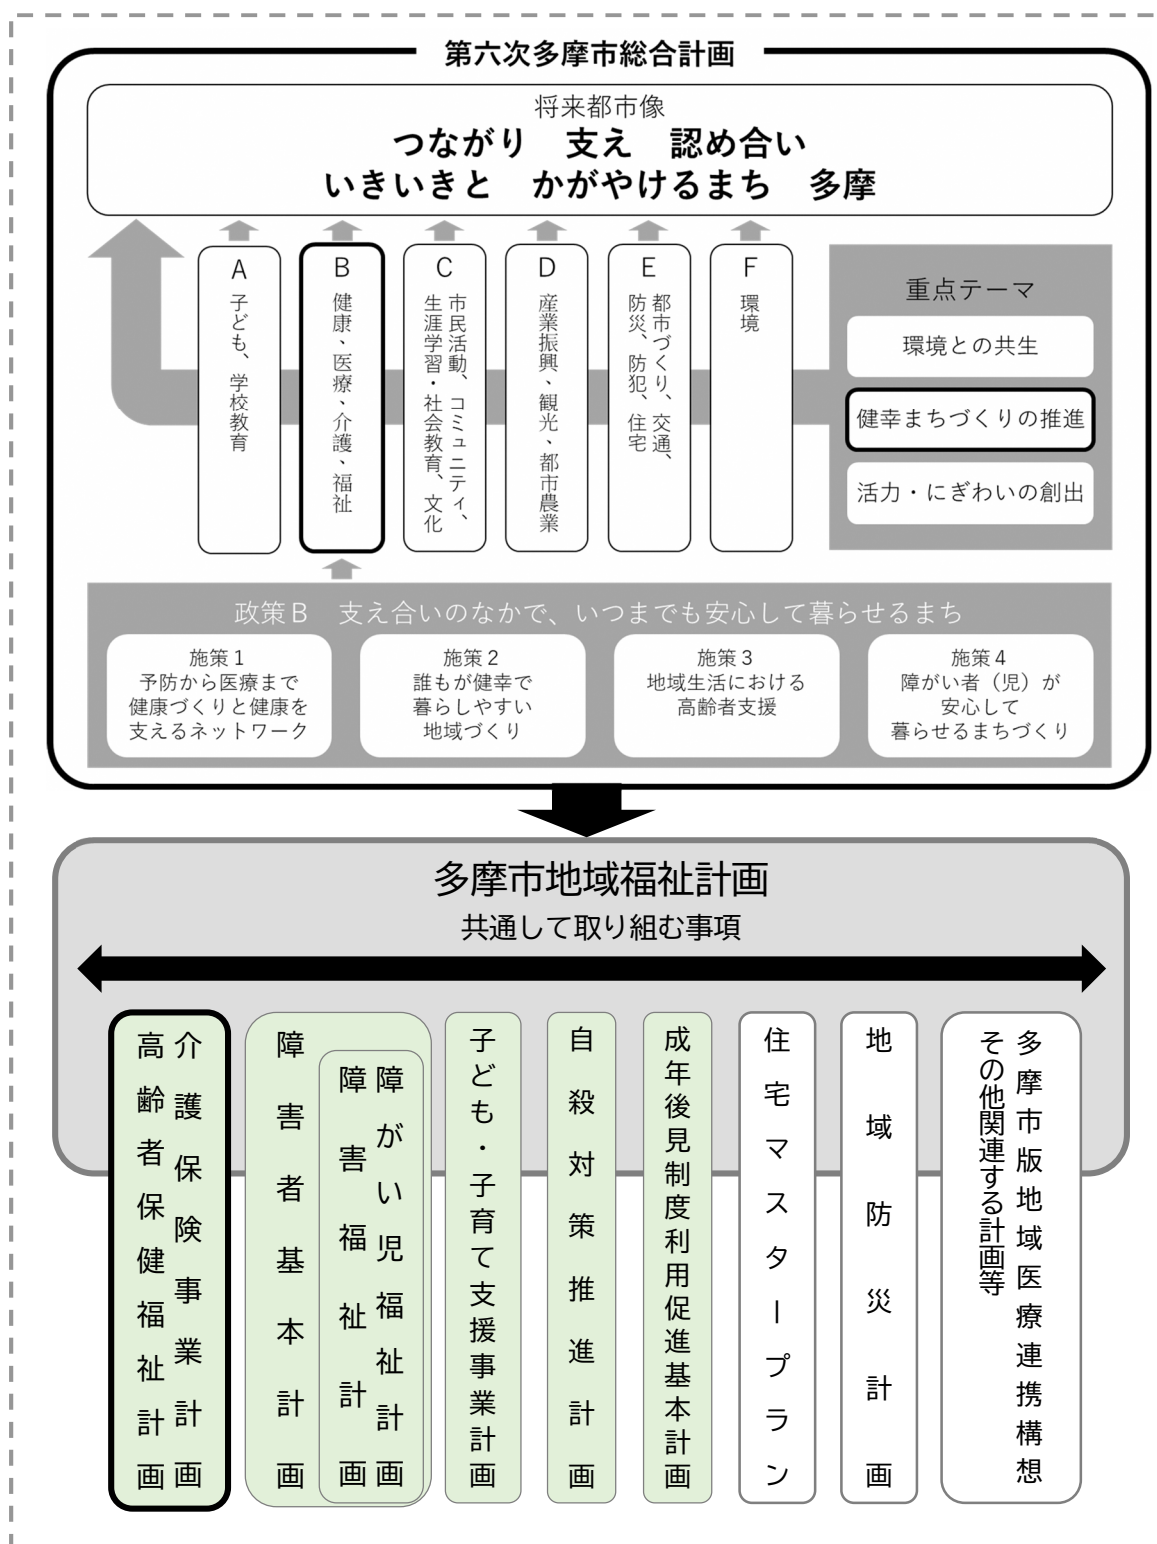 第六次多摩市総合計画
将来都市像
つながり　支え　認め合い
いきいきと　かがやけるまち　多摩
A
子ども、学校教育
B
健康・医療・介護・福祉
C
市民活動、コミュニティ、
生涯学習・社会教育、文化
D
産業振興・観光・都市農業
E
都市づくり、交通、
防災、防犯、住宅
F
環境
重点テーマ
環境との共生
健幸まちづくりの推進
活力・にぎわいの創出
政策B　支え合いのなかで、いつまでも安心して暮らせるまち
施策1
予防から医療まで
健康づくりと健康を
支えるネットワーク
施策2
誰もが健幸で
暮らしやすい
地域づくり
施策3
地域生活における
高齢者支援
施策4
障がい者（児）が
安心して
暮らせるまちづくり
多摩市地域福祉計画
共通して取り組む事項
介護保険事業計画
高齢者保健福祉計画
障害者基本計画
障がい児福祉計画
障害福祉計画
子ども・子育て支援事業計画
自殺対策推進計画
成年後見制度利用促進基本計画
住宅マスタープラン
地域防災計画
多摩市版地域医療連携構想
その他関連する計画等